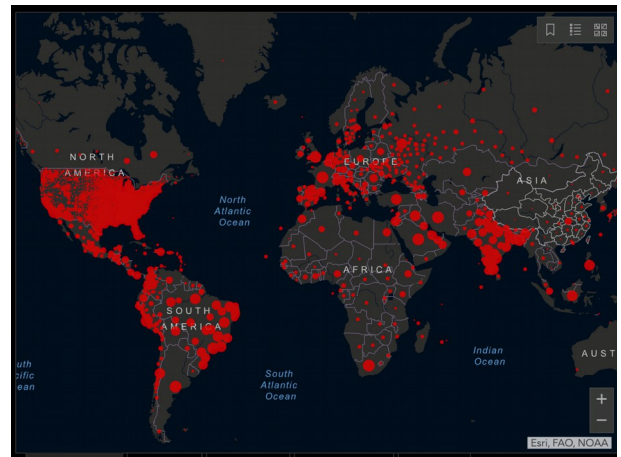 NORTH
AMERICA
EUROPE
ASIA
North
Atlantic
Ocean
AFRICA
SOUTH
AMERICA
Indian
Ocean
AUST
uth
cific
ean
South
Atlantic
Ocean
+
−
Esri, FAO, NOAA